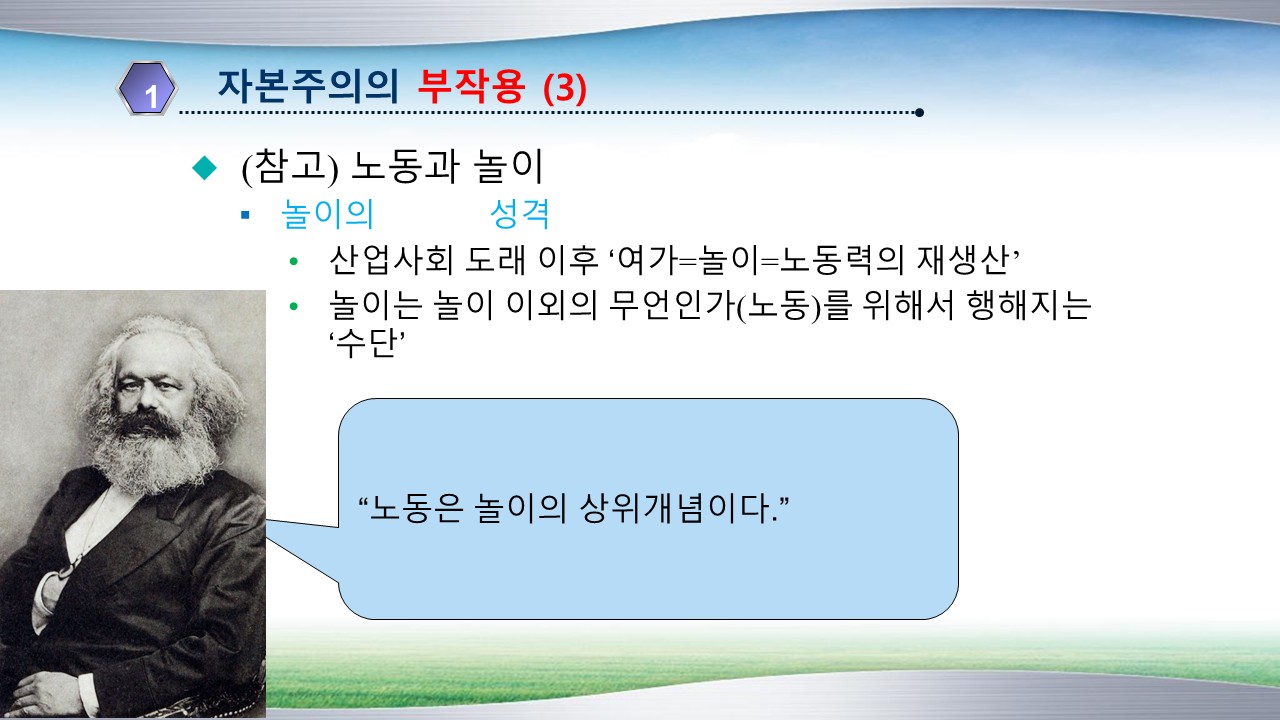 1
자본주의의 부작용 (3)
(참고) 노동과 놀이
놀이의 성격
산업사회 도래 이후 ‘여가=놀이=노동력의 재생산’
놀이는 놀이 이외의 무언인가(노동)를 위해서 행해지는
‘수단’
“노동은 놀이의 상위개념이다.”